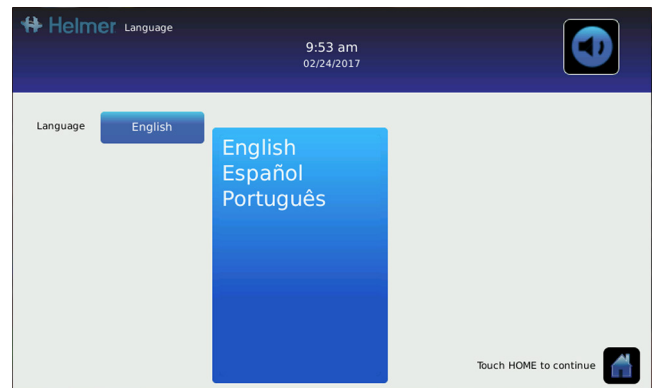 Helmer Language
9:53 am
02/24/2017
Language English
English
Español
Português
Touch HOME to continue